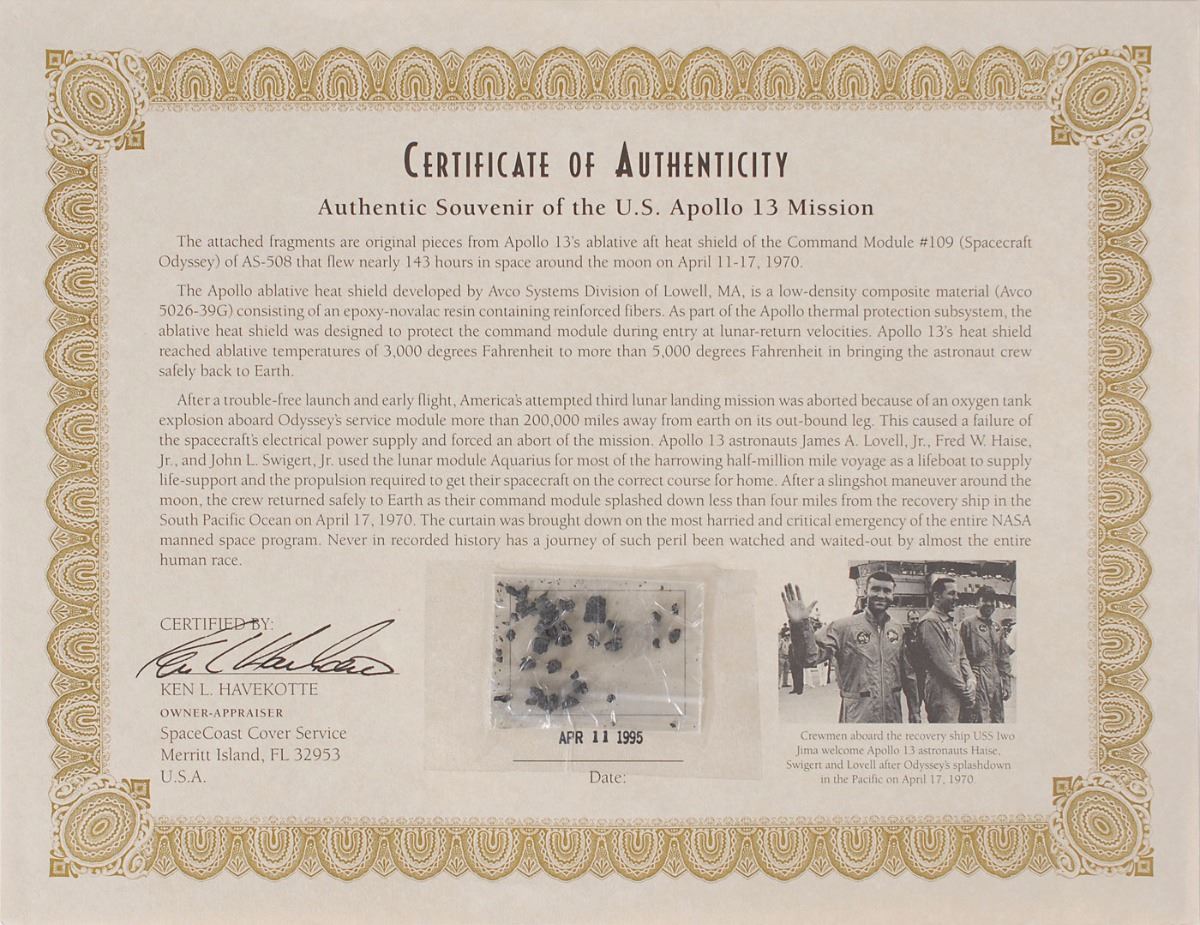 CERTIFICATE OF AUTHENTICITY
Authentic Souvenir of the U.S. Apollo 13 Mission
The attached fragments are original pieces from Apollo 13's ablative aft heat shield of the Command Module #109 (Spacecraft
Odyssey) of AS-508 that flew nearly 143 hours in space around the moon on April 11-17, 1970.
The Apollo ablative heat shield developed by Avco Systems Division of Lowell, MA, is a low-density composite material (Avco
5026-39G) consisting of an epoxy-novalac resin containing reinforced fibers. As part of the Apollo thermal protection subsystem, the
ablative heat shield was designed to protect the command module during entry at lunar-return velocities. Apollo 13's heat shield
reached ablative temperatures of 3,000 degrees Fahrenheit to more than 5,000 degrees Fahrenheit in bringing the astronaut crew
safely back to Earth.
After a trouble-free launch and early flight, America's attempted third lunar landing mission was aborted because of an oxygen tank
explosion aboard Odyssey's service module more than 200,000 miles away from earth on its out-bound leg. This caused a failure of
the spacecraft's electrical power supply and forced an abort of the mission. Apollo 13 astronauts James A. Lovell, Jr., Fred W. Haise,
Jr., and John L. Swigert, Jr. used the lunar module Aquarius for most of the harrowing half-million mile voyage as a lifeboat to supply
life-support and the propulsion required to get their spacecraft on the correct course for home. After a slingshot maneuver around the
moon, the crew returned safely to Earth as their command module splashed down less than four miles from the recovery ship in the
South Pacific Ocean on April 17, 1970. The curtain was brought down on the most harried and critical emergency of the entire NASA
manned space program. Never in recorded history has a journey of such peril been watched and waited-out by almost the entire
human race.
CERTIFIED BY:
Ken L Havekotte
KEN L. HAVEKOTTE
OWNER-APPRAISER
SpaceCoast Cover Service
Merritt Island, FL 32953
U.S.A.
APR 11 1995
Date:
Crewmen aboard the recovery ship USS Iwo
Jima welcome Apollo 13 astronauts Haise,
Swigert and Lovell after Odyssey's splashdown
in the Pacific on April 17, 1970.